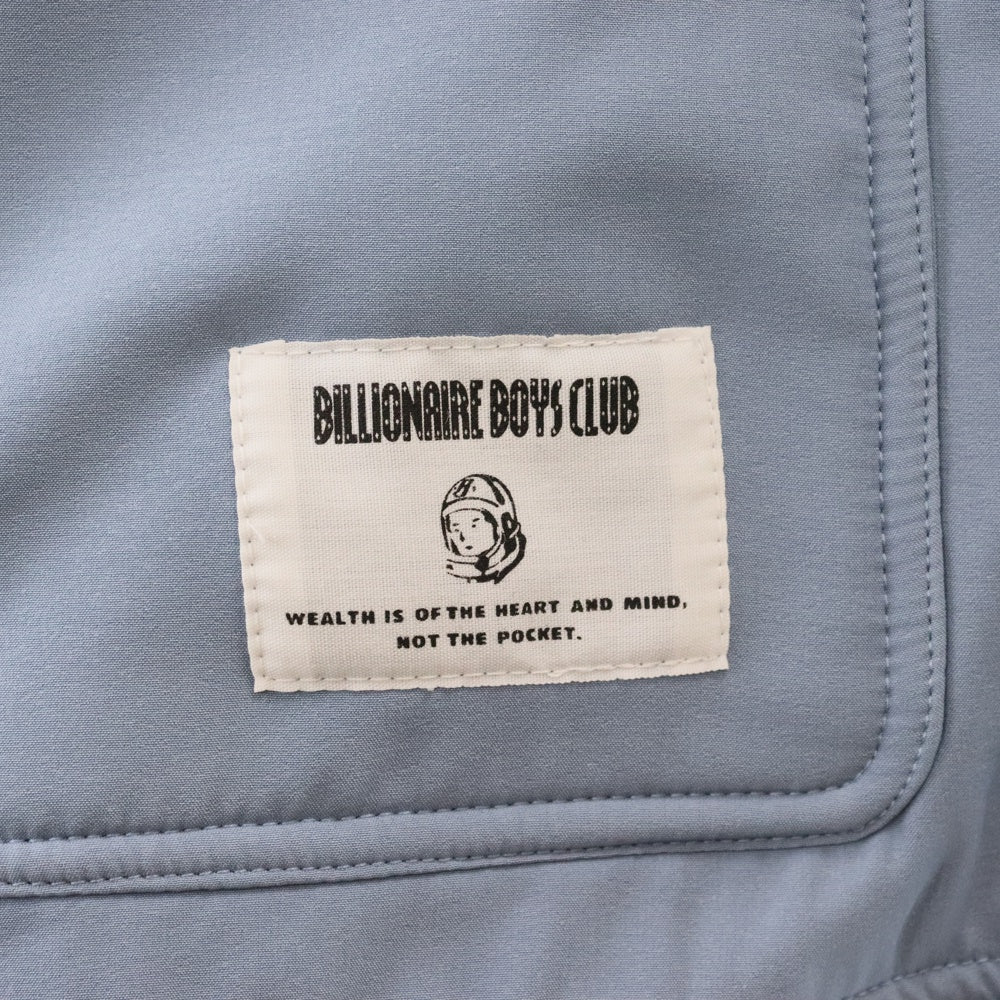 BILLIONAIRE BOYS CLUB
WEALTH IS OF THE HEART AND MIND,
NOT THE POCKET.